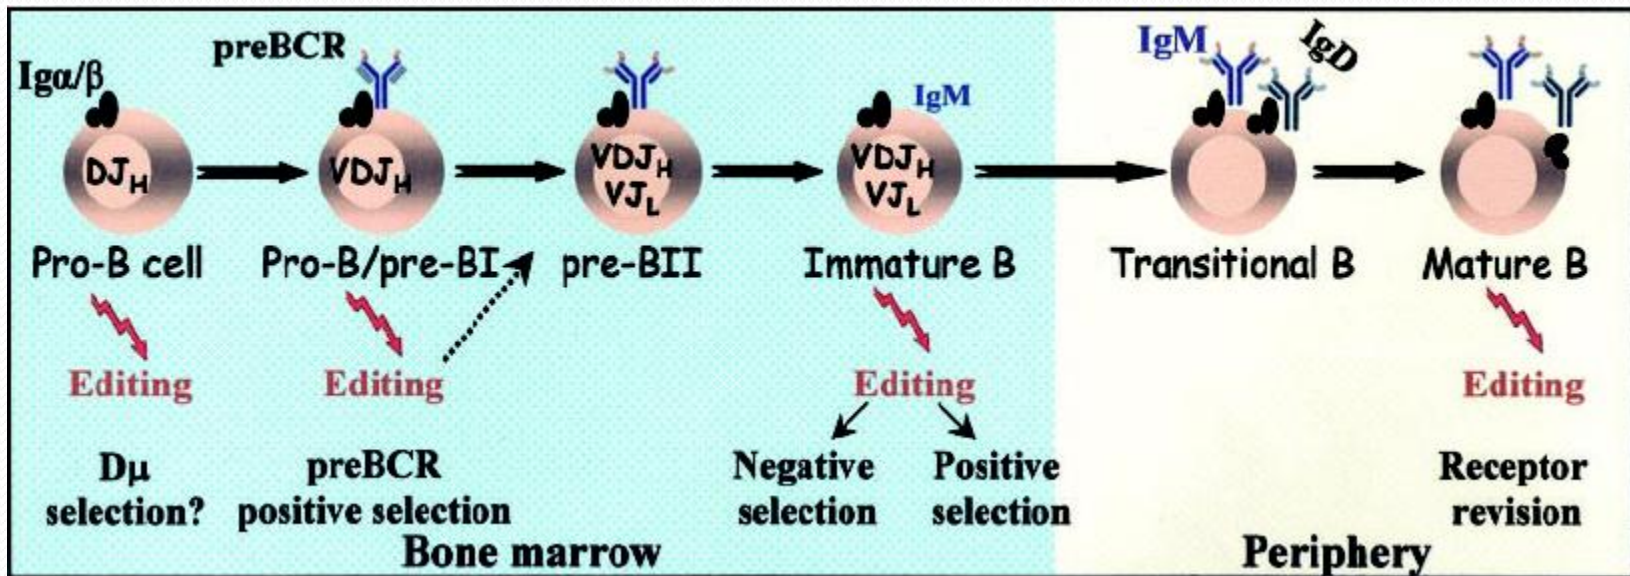 Igα/β
preBCR
IgM
IgM
IgD
DJH
VDJH
VDJH
VJL
VDJH
VJL
Pro-B cell
Pro-B/pre-BI
pre-BII
Immature B
Transitional B
Mature B
Editing
Editing
Editing
Editing
Dμ
selection?
preBCR
positive selection
Negative
selection
Positive
selection
Receptor
revision
Bone marrow
Periphery